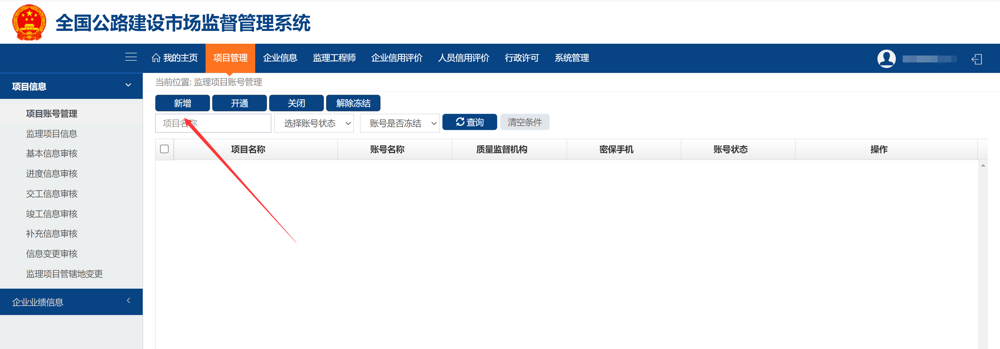 全国公路建设市场监督管理系统
我的主页 项目管理 企业信息 监理工程师 企业信用评价 人员信用评价 行政许可 系统管理
项目信息
项目账号管理
监理项目信息
基本信息审核
进度信息审核
交工信息审核
竣工信息审核
补充信息审核
信息变更审核
监理项目管辖地变更
企业业绩信息
当前位置: 监理项目账号管理
新增 开通 关闭 解除冻结
项目名称 选择账号状态 账号是否冻结 查询 清空条件
项目名称 账号名称 质量监督机构 密保手机 账号状态 操作